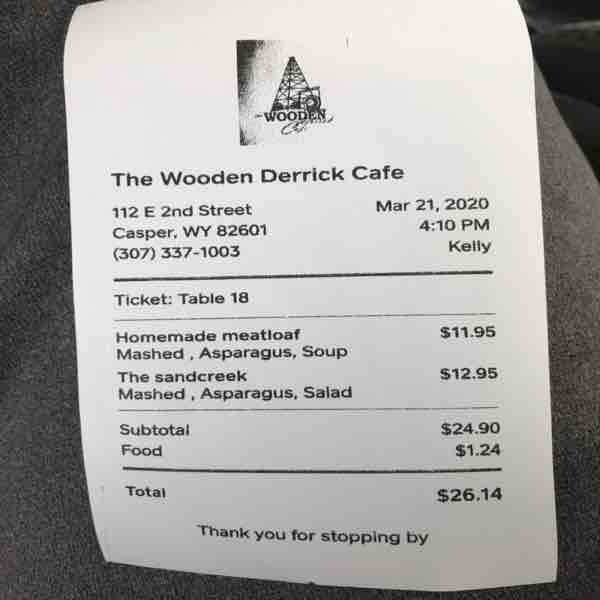 WOODEN
The Wooden Derrick Cafe
112 E 2nd Street
Mar 21, 2020
Casper, WY 82601
4:10 PM
(307) 337-1003
Kelly
Ticket: Table 18
Homemade meatloaf $11.95
Mashed , Asparagus, Soup
The sandcreek $12.95
Mashed , Asparagus, Salad
Subtotal $24.90
Food $1.24
Total $26.14
Thank you for stopping by